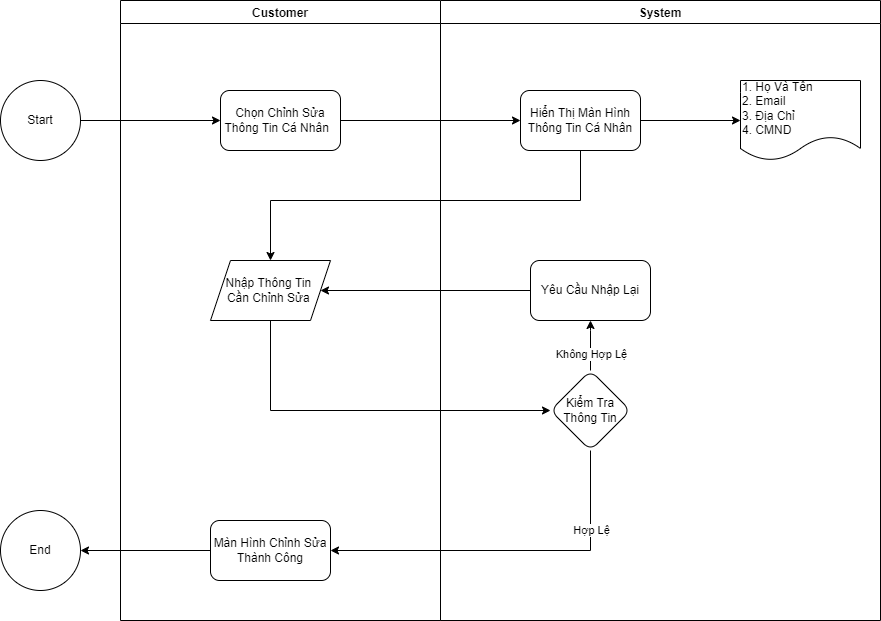 Customer
System
Start
Chọn Chỉnh Sửa
Thông Tin Cá Nhân
Hiển Thị Màn Hình
Thông Tin Cá Nhân
1. Họ Và Tên
2. Email
3. Địa Chỉ
4. CMND
Nhập Thông Tin
Cần Chỉnh Sửa
Yêu Cầu Nhập Lại
Không Hợp Lệ
Kiểm Tra
Thông Tin
Hợp Lệ
Màn Hình Chỉnh Sửa
Thành Công
End